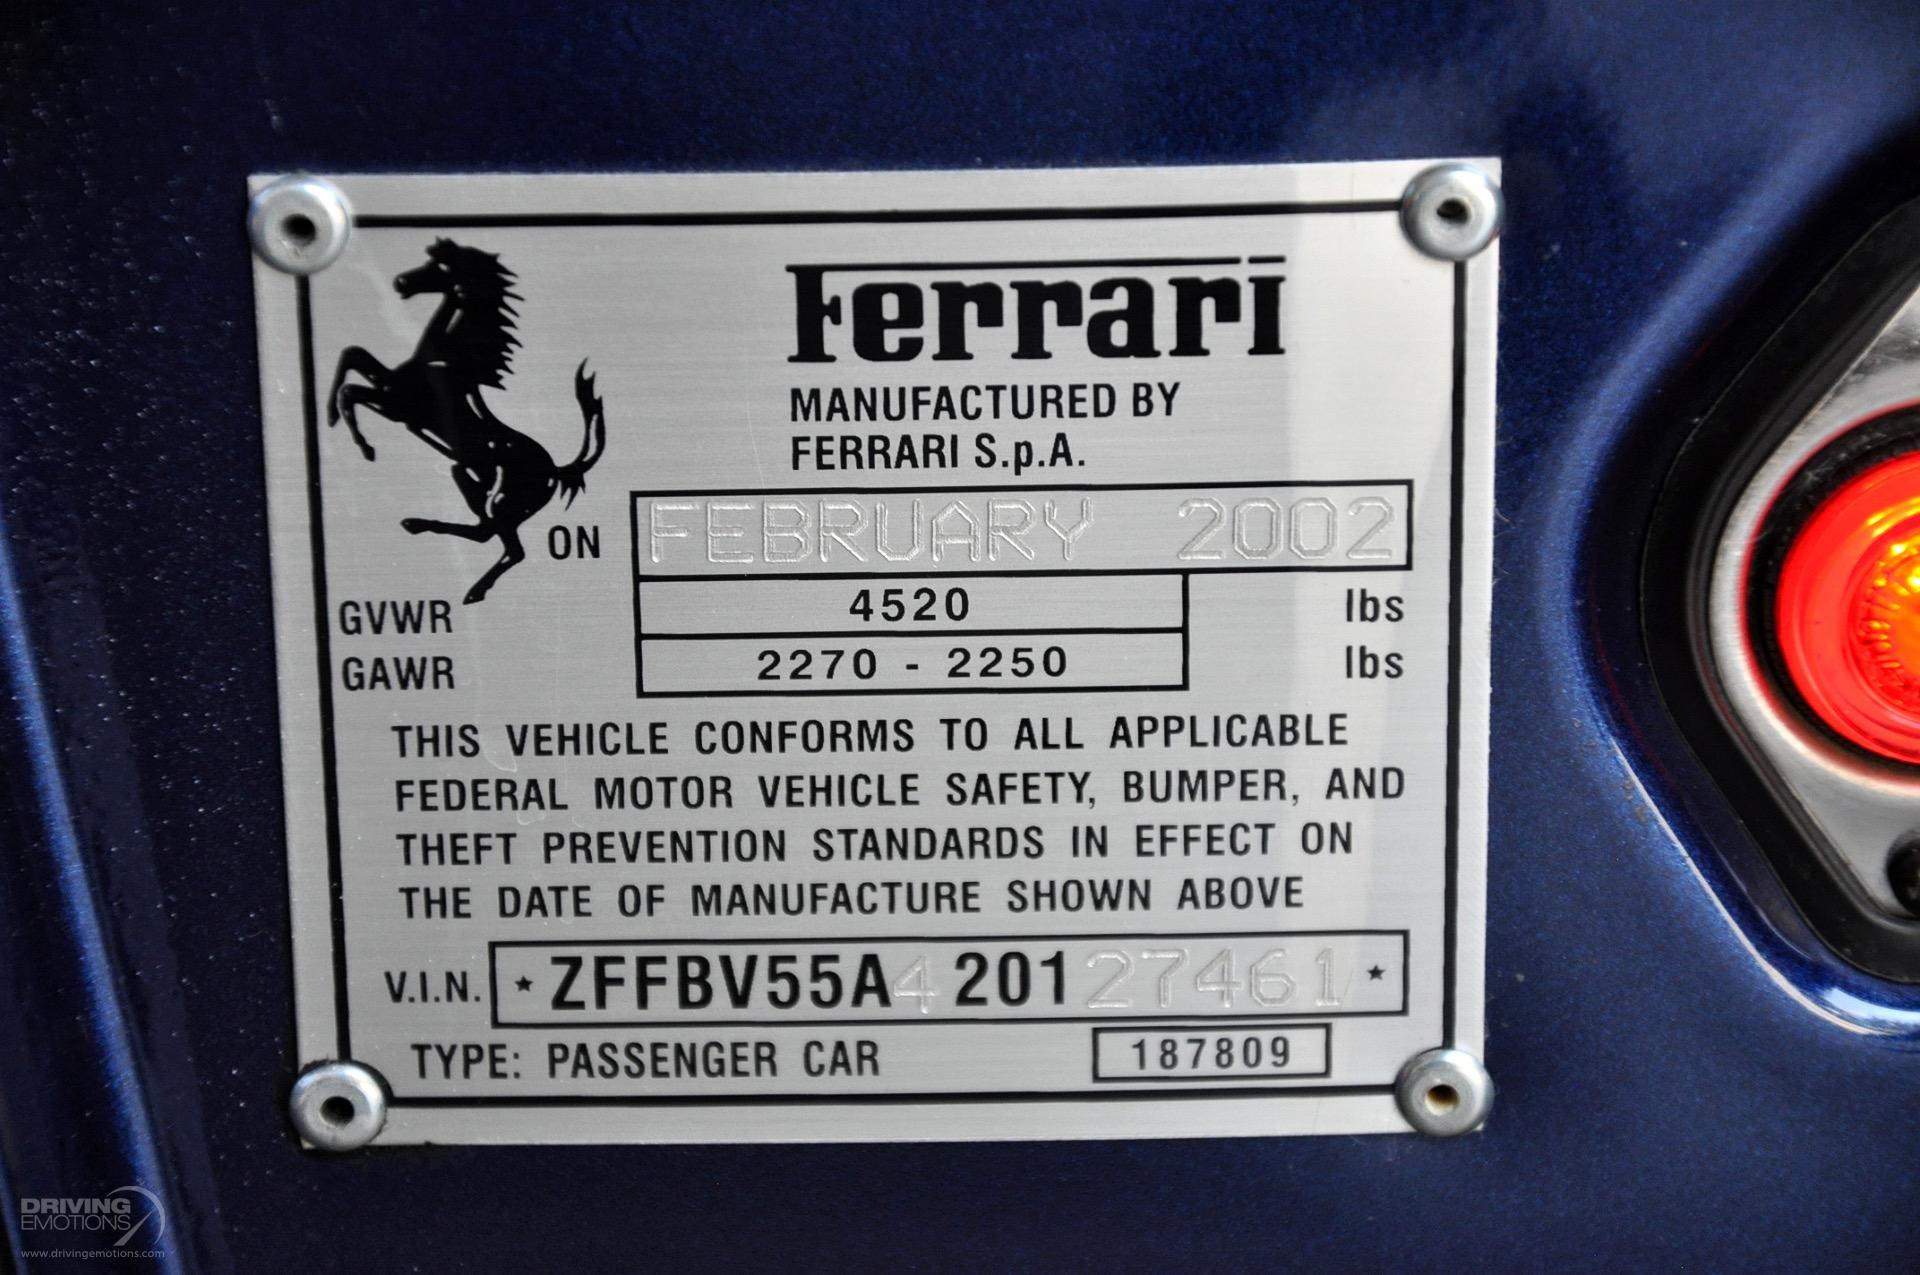 Ferrari
MANUFACTURED BY
FERRARI S.p.A.
ON FEBRUARY 2002
GVWR 4520 lbs
GAWR 2270 - 2250 lbs
THIS VEHICLE CONFORMS TO ALL APPLICABLE
FEDERAL MOTOR VEHICLE SAFETY, BUMPER, AND
THEFT PREVENTION STANDARDS IN EFFECT ON
THE DATE OF MANUFACTURE SHOWN ABOVE
V.I.N. ★ ZFFBV55A420127461 ★
TYPE: PASSENGER CAR 187809
DRIVING
EMOTIONS
www.drivingemotions.com